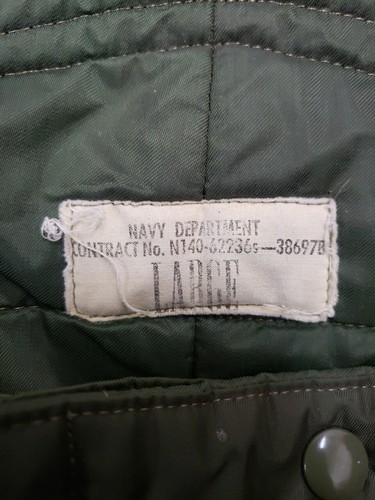 NAVY DEPARTMENT
CONTRACT No. N140-62236s-38697B
LARGE